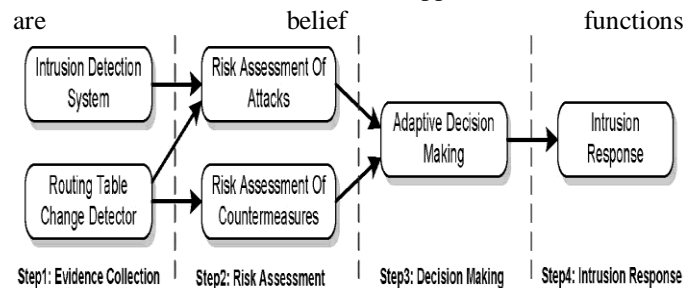 are belief functions
Intrusion Detection
System
Risk Assessment Of
Attacks
Adaptive Decision
Making
Intrusion
Response
Routing Table
Change Detector
Risk Assessment Of
Countermeasures
Step1: Evidence Collection
Step2: Risk Assessment
Step3: Decision Making
Step4: Intrusion Response